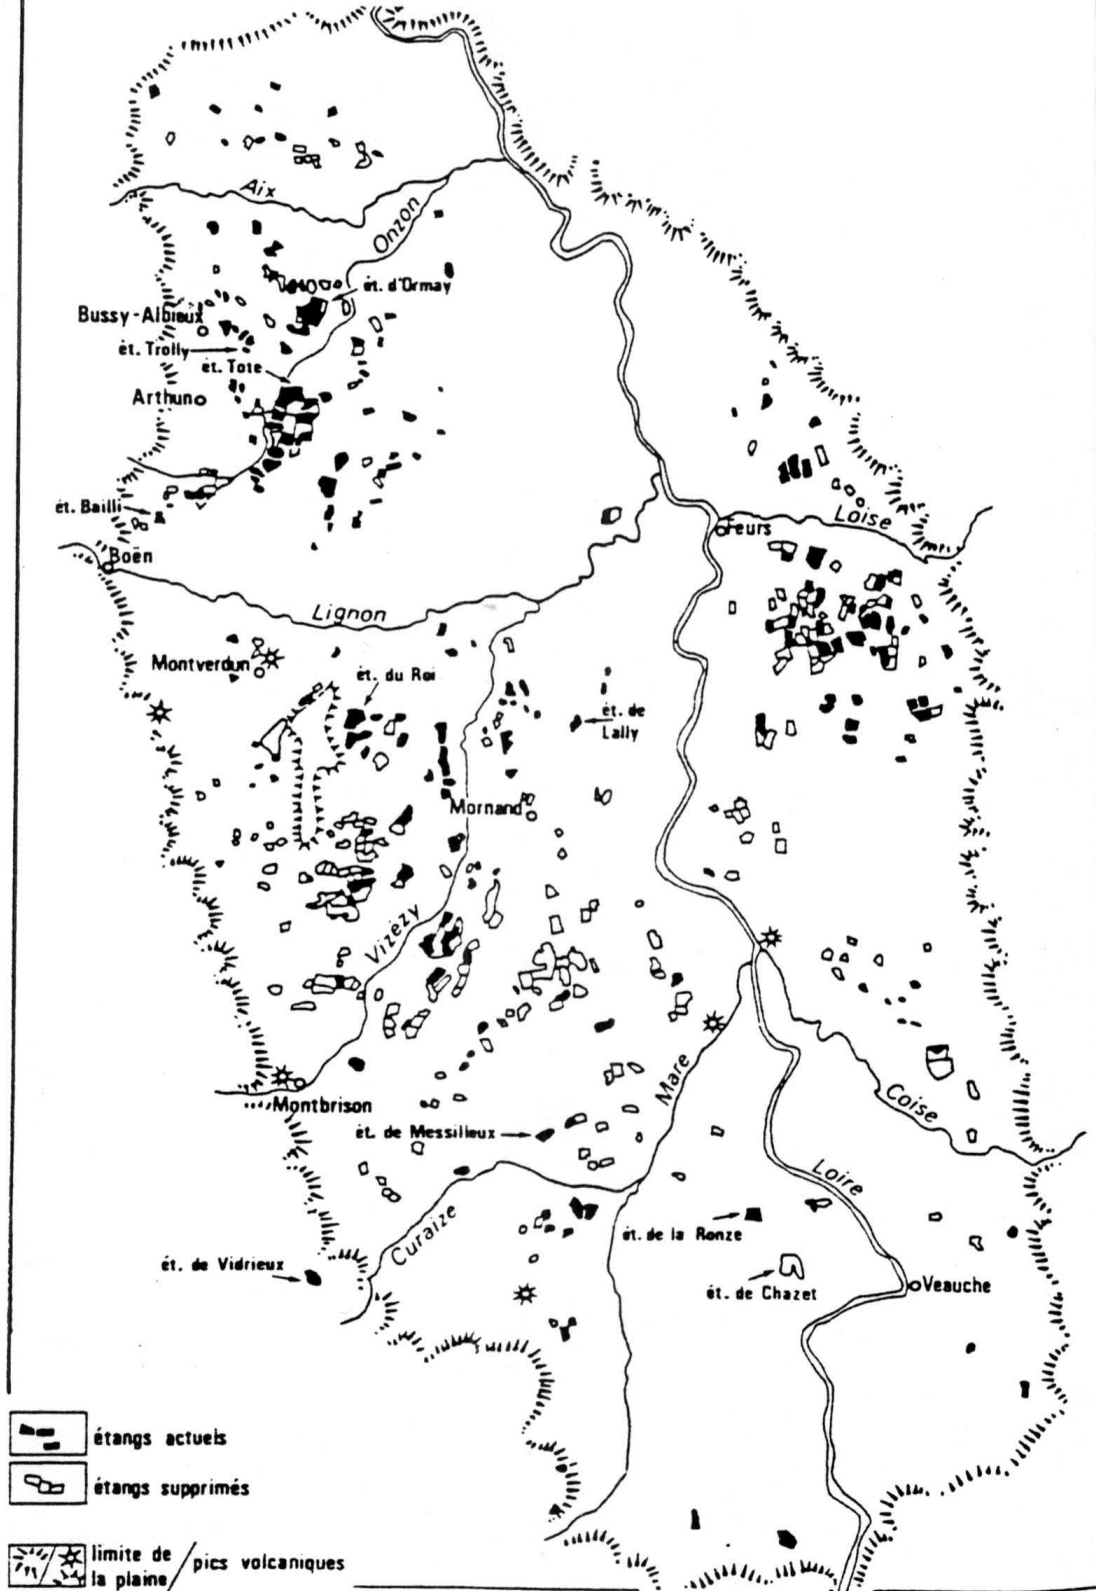 Aix
Onzon
ét. d'Ormay
Bussy-Albieux
ét. Trolly
ét. Tote
Arthun
ét. Bailli
Boën
Feurs
Loise
Lignon
Montverdun
ét. du Roi
ét. de
Lally
Mornand
Vizézy
Mare
Montbrison
Coise
ét. de Messilieux
Loire
Curaize
ét. de la Ronze
ét. de Vidrieux
ét. de Chazet
Veauche
étangs actuels
étangs supprimés
limite de
la plaine
pics volcaniques